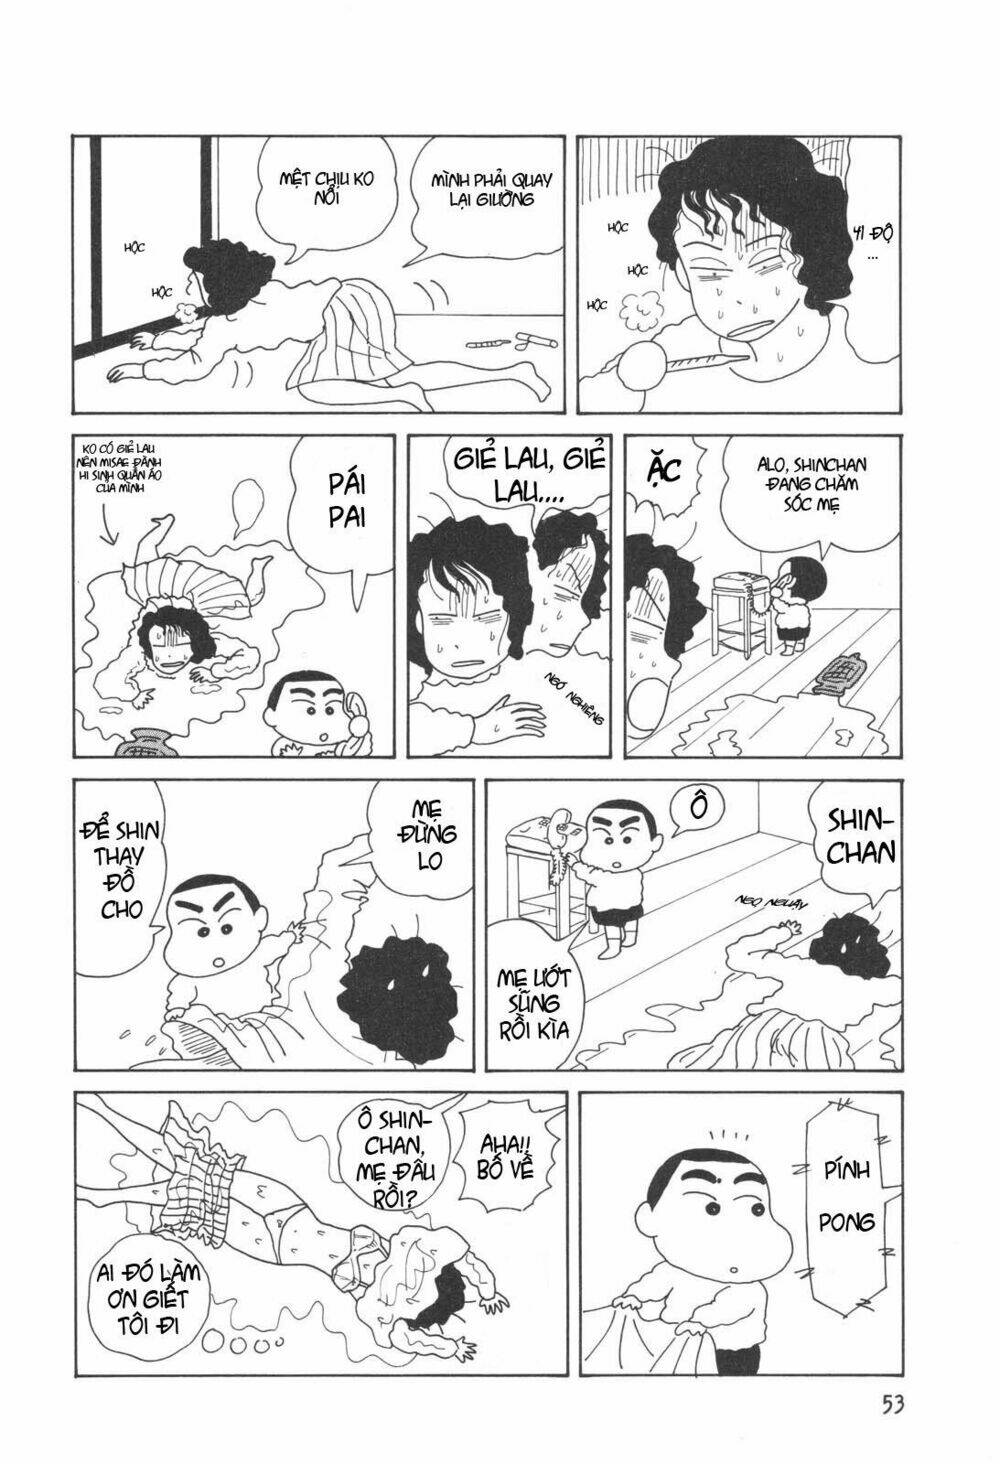 41 ĐỘ
...
HỘC
HỘC
HỘC
MÌNH PHẢI QUAY
LẠI GIƯỜNG
MỆT CHỊU KO
NỔI
HỘC
HỘC
ALO, SHINCHAN
ĐANG CHĂM
SÓC MẸ
ẶC
GIẺ LAU, GIẺ
LAU....
NGÓ NGHIÊNG
PÁI
PAI
KO CÓ GIẺ LAU
NÊN MISAE ĐÀNH
HI SINH QUẦN ÁO
CỦA MÌNH
SHIN-
CHAN
Ô
NGỌ NGUẬY
MẸ ƯỚT
SŨNG
RỒI KÌA
MẸ
ĐỪNG
LO
ĐỂ SHIN
THAY
ĐỒ
CHO
PÍNH
PONG
AHA!!
BỐ VỀ
Ô SHIN-
CHAN,
MẸ ĐÂU
RỒI?
AI ĐÓ LÀM
ƠN GIẾT
TÔI ĐI
53